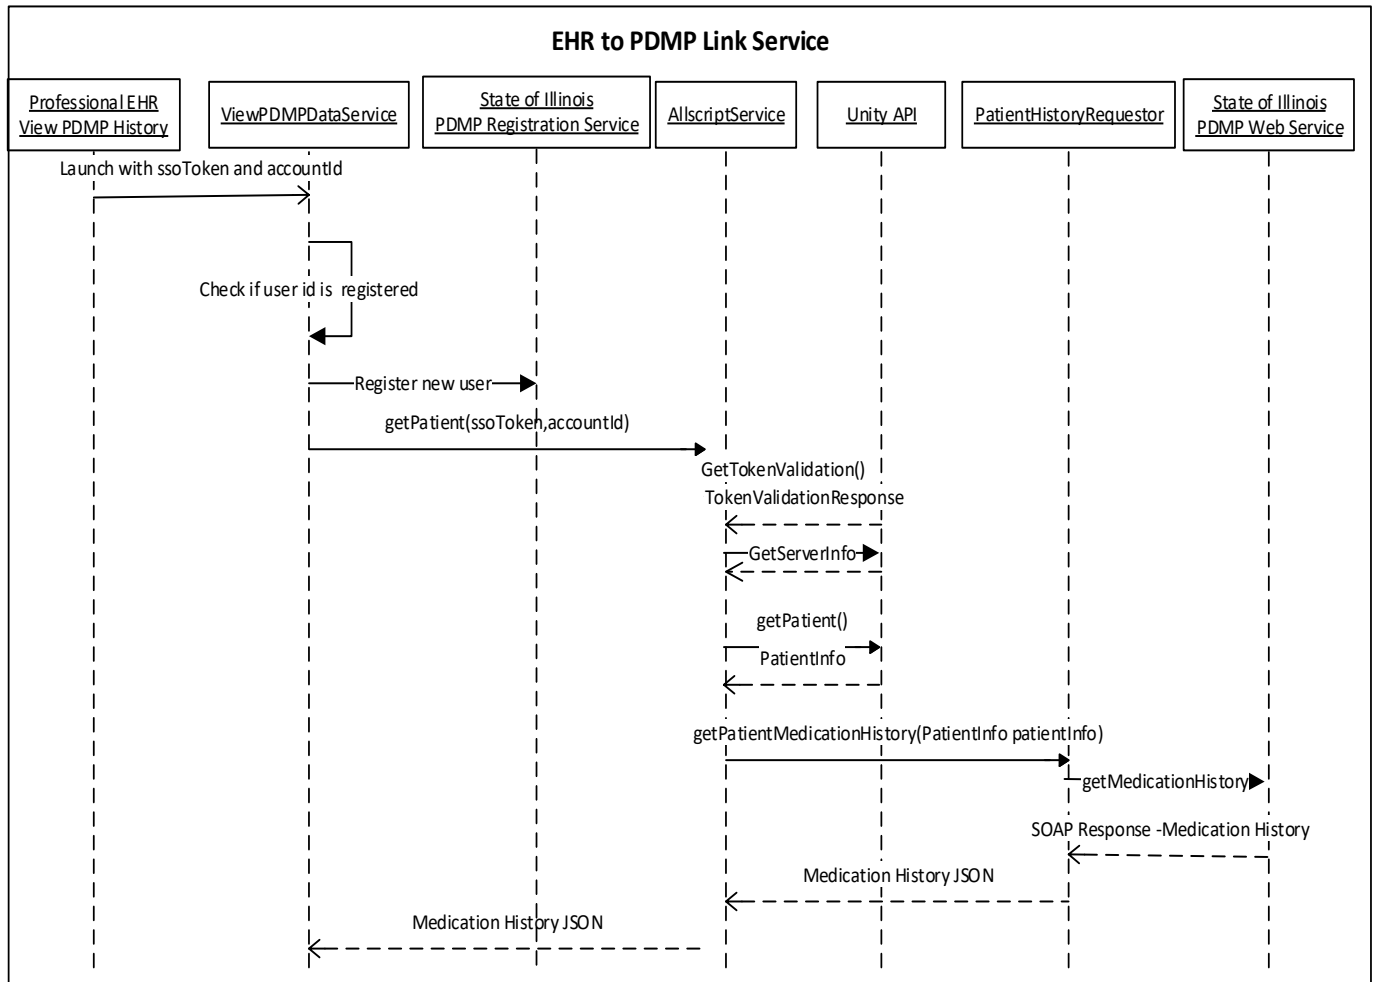 EHR to PDMP Link Service
Professional EHR
View PDMP History
ViewPDMPDataService
State of Illinois
PDMP Registration Service
AllscriptService
Unity API
PatientHistoryRequestor
State of Illinois
PDMP Web Service
Launch with ssoToken and accountId
Check if user id is registered
Register new user
getPatient(ssoToken,accountId)
GetTokenValidation()
TokenValidationResponse
GetServerInfo
getPatient()
PatientInfo
getPatientMedicationHistory(PatientInfo patientInfo)
getMedicationHistory
SOAP Response -Medication History
Medication History JSON
Medication History JSON